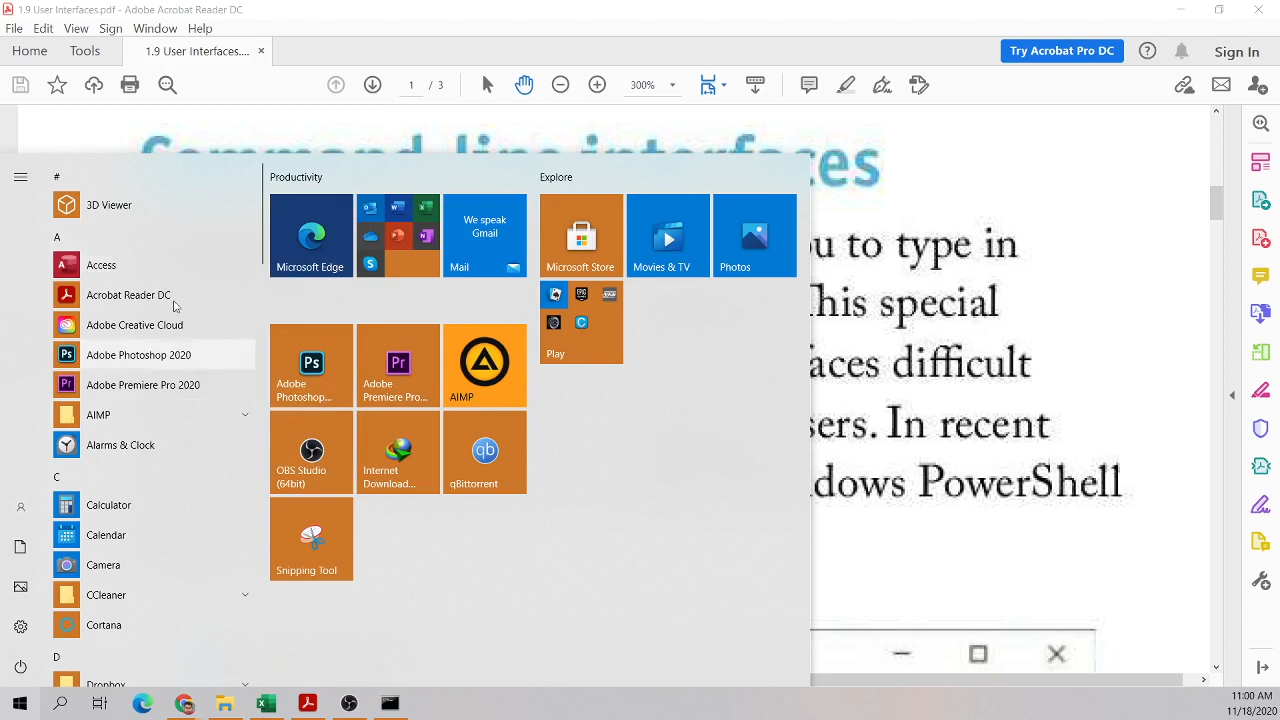 1.9 User Interfaces.pdf - Adobe Acrobat Reader DC
File Edit View Sign Window Help
Home Tools 1.9 User Interfaces.... × Try Acrobat Pro DC Sign In
1 / 3 300%
Command-line interfaces
u to type in
This special
aces difficult
sers. In recent
dows PowerShell
#
3D Viewer
A
Access
Acrobat Reader DC
Adobe Creative Cloud
Adobe Photoshop 2020
Adobe Premiere Pro 2020
AIMP
Alarms & Clock
C
Calculator
Calendar
Camera
CCleaner
Cortana
D
Dropbox
Productivity
Microsoft Edge
We speak
Gmail
Mail
Adobe
Photoshop...
Adobe
Premiere Pro...
AIMP
OBS Studio
(64bit)
Internet
Download...
qBittorrent
Snipping Tool
Explore
Microsoft Store
Movies & TV
Photos
Play
11:00 AM
11/18/2020